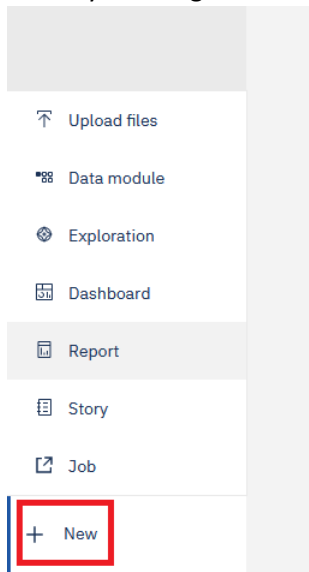 Upload files
Data module
Exploration
Dashboard
Report
Story
Job
+ New